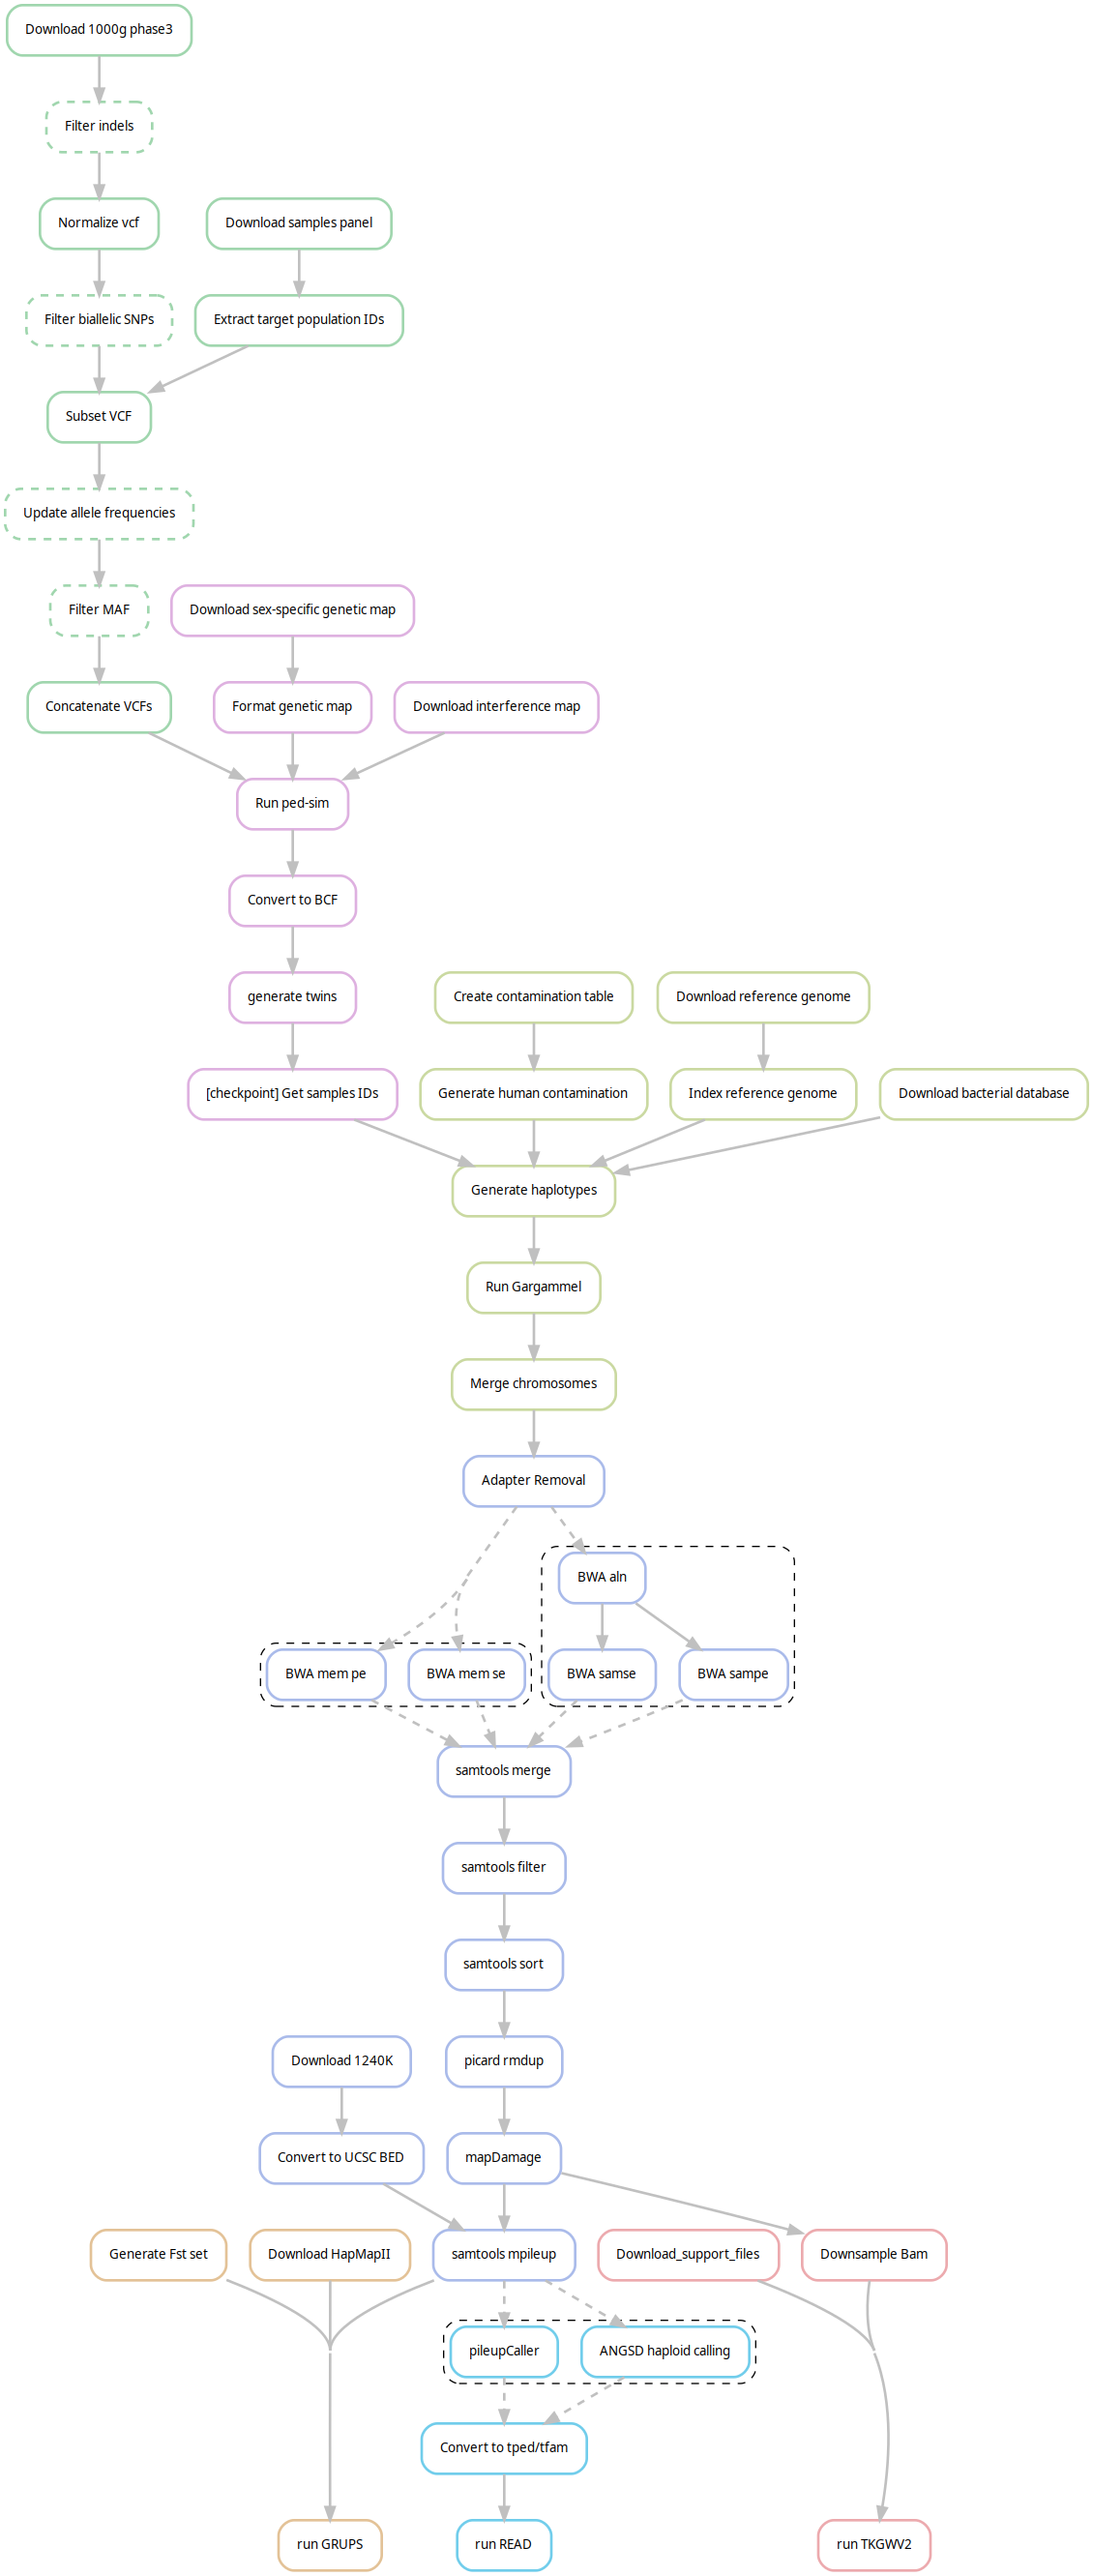 Download 1000g phase3
Filter indels
Normalize vcf
Download samples panel
Filter biallelic SNPs
Extract target population IDs
Subset VCF
Update allele frequencies
Filter MAF
Download sex-specific genetic map
Concatenate VCFs
Format genetic map
Download interference map
Run ped-sim
Convert to BCF
generate twins
Create contamination table
Download reference genome
[checkpoint] Get samples IDs
Generate human contamination
Index reference genome
Download bacterial database
Generate haplotypes
Run Gargammel
Merge chromosomes
Adapter Removal
BWA aln
BWA mem pe
BWA mem se
BWA samse
BWA sampe
samtools merge
samtools filter
samtools sort
Download 1240K
picard rmdup
Convert to UCSC BED
mapDamage
Generate Fst set
Download HapMapII
samtools mpileup
Download_support_files
Downsample Bam
pileupCaller
ANGSD haploid calling
Convert to tped/tfam
run GRUPS
run READ
run TKGWV2